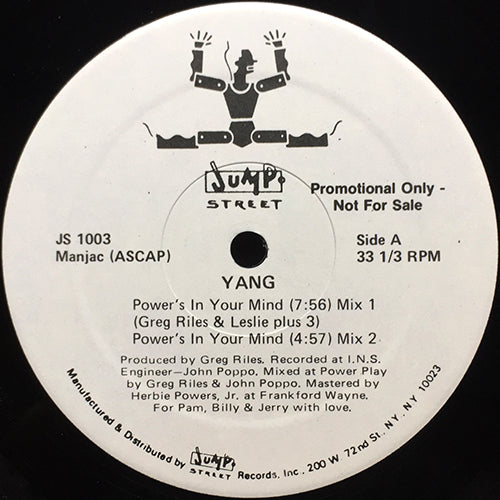 JUMP
STREET
Promotional Only -
Not For Sale
JS 1003
Manjac (ASCAP)
Side A
33 1/3 RPM
YANG
Power's In Your Mind (7:56) Mix 1
(Greg Riles & Leslie plus 3)
Power's In Your Mind (4:57) Mix 2
Produced by Greg Riles. Recorded at I.N.S.
Engineer—John Poppo. Mixed at Power Play
by Greg Riles & John Poppo. Mastered by
Herbie Powers, Jr. at Frankford Wayne.
For Pam, Billy & Jerry with love.
Manufactured & Distributed by JUMP STREET Records, Inc., 200 W 72nd St., NY, NY 10023